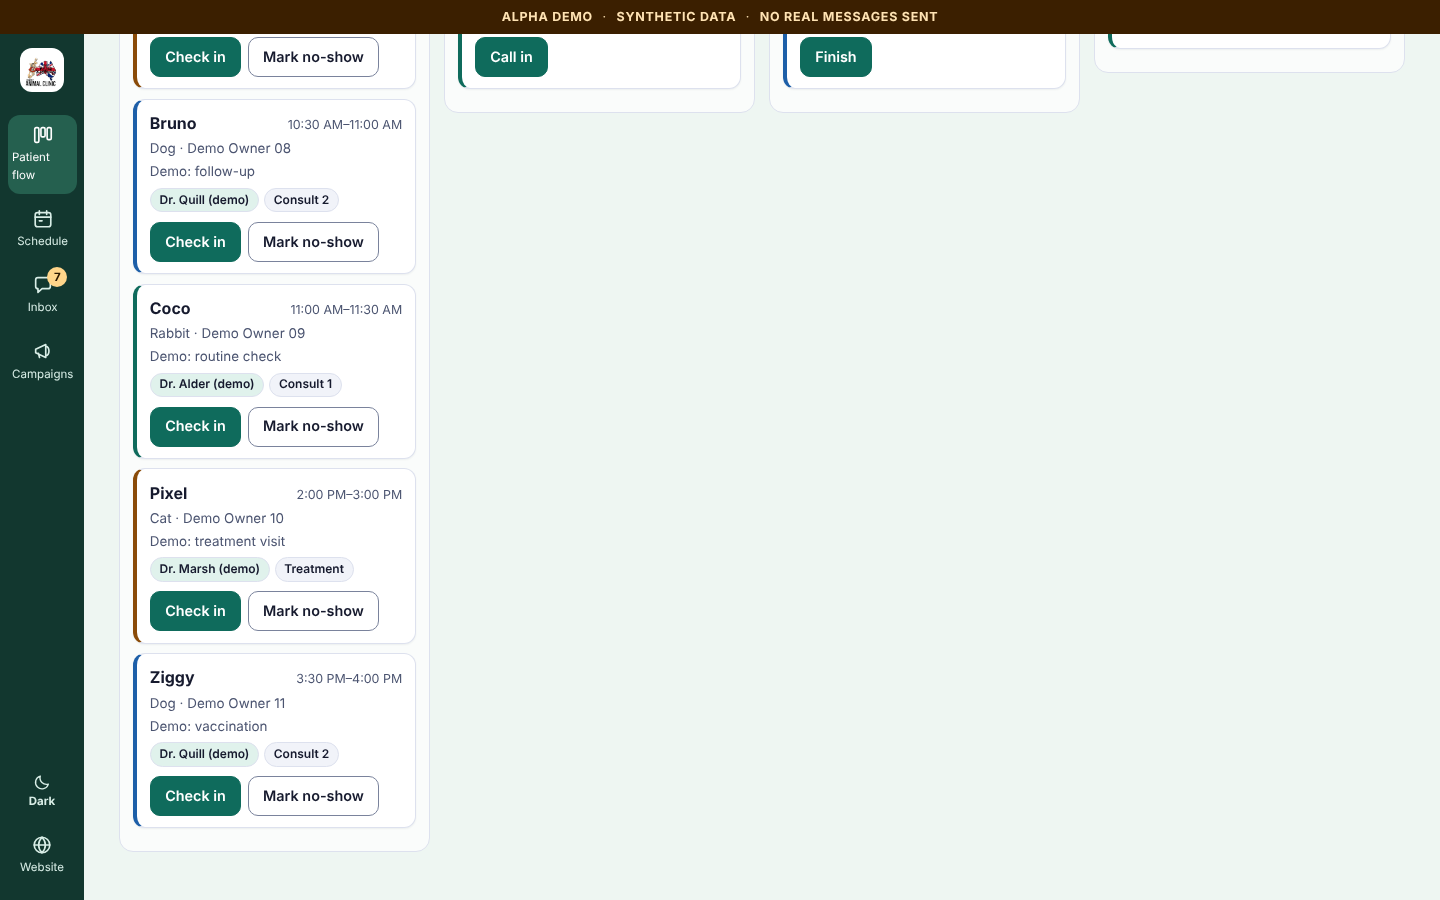 ALPHA DEMO · SYNTHETIC DATA · NO REAL MESSAGES SENT
ANIMAL CLINIC
Patient
flow
Schedule
7
Inbox
Campaigns
Dark
Website
Check in
Mark no-show
Bruno
10:30 AM–11:00 AM
Dog · Demo Owner 08
Demo: follow-up
Dr. Quill (demo)
Consult 2
Check in
Mark no-show
Coco
11:00 AM–11:30 AM
Rabbit · Demo Owner 09
Demo: routine check
Dr. Alder (demo)
Consult 1
Check in
Mark no-show
Pixel
2:00 PM–3:00 PM
Cat · Demo Owner 10
Demo: treatment visit
Dr. Marsh (demo)
Treatment
Check in
Mark no-show
Ziggy
3:30 PM–4:00 PM
Dog · Demo Owner 11
Demo: vaccination
Dr. Quill (demo)
Consult 2
Check in
Mark no-show
Call in
Finish